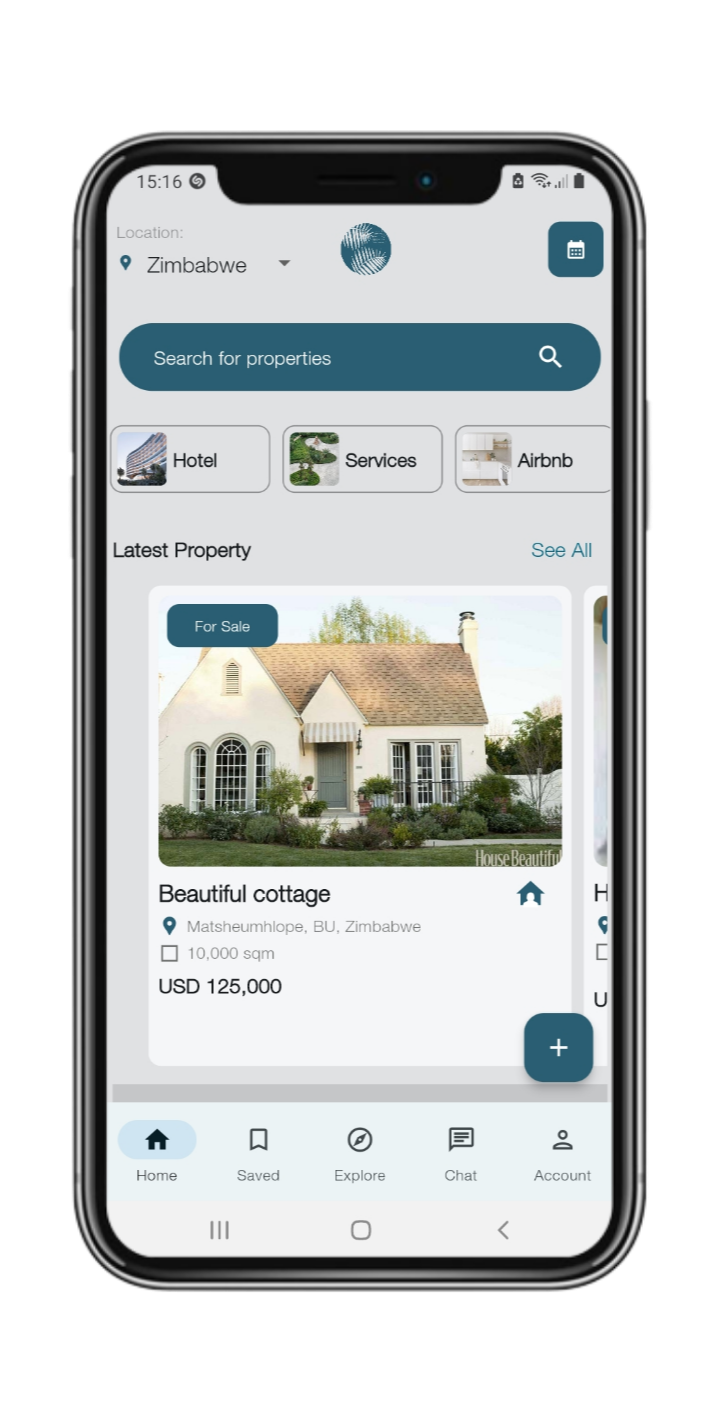 15:16
Location:
Zimbabwe
Search for properties
Hotel
Services
Airbnb
Latest Property
See All
For Sale
HouseBeautiful
Beautiful cottage
H
Matsheumhlope, BU, Zimbabwe
10,000 sqm
USD 125,000
U
+
Home
Saved
Explore
Chat
Account